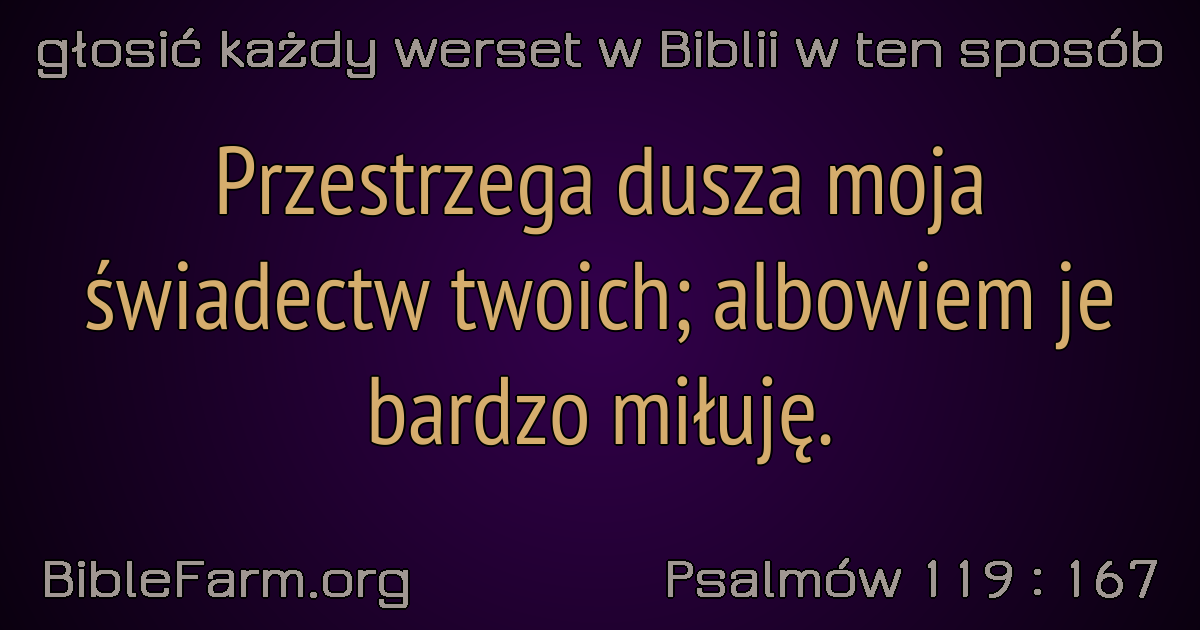 głosić każdy werset w Biblii w ten sposób
Przestrzega dusza moja
świadectw twoich; albowiem je
bardzo miłuję.
BibleFarm.org
Psalmów 119 : 167